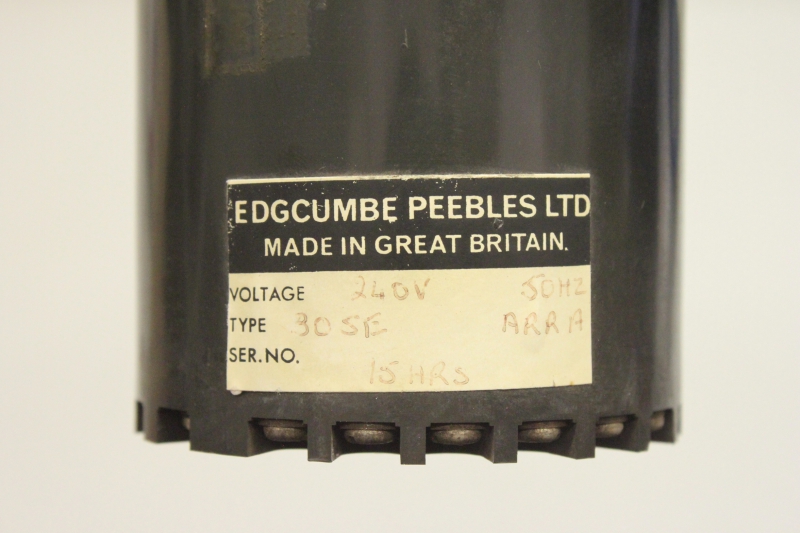 EDGCUMBE PEEBLES LTD
MADE IN GREAT BRITAIN.
VOLTAGE 240V 50HZ
TYPE 30SE ARRA
SER.NO.
15 HRS